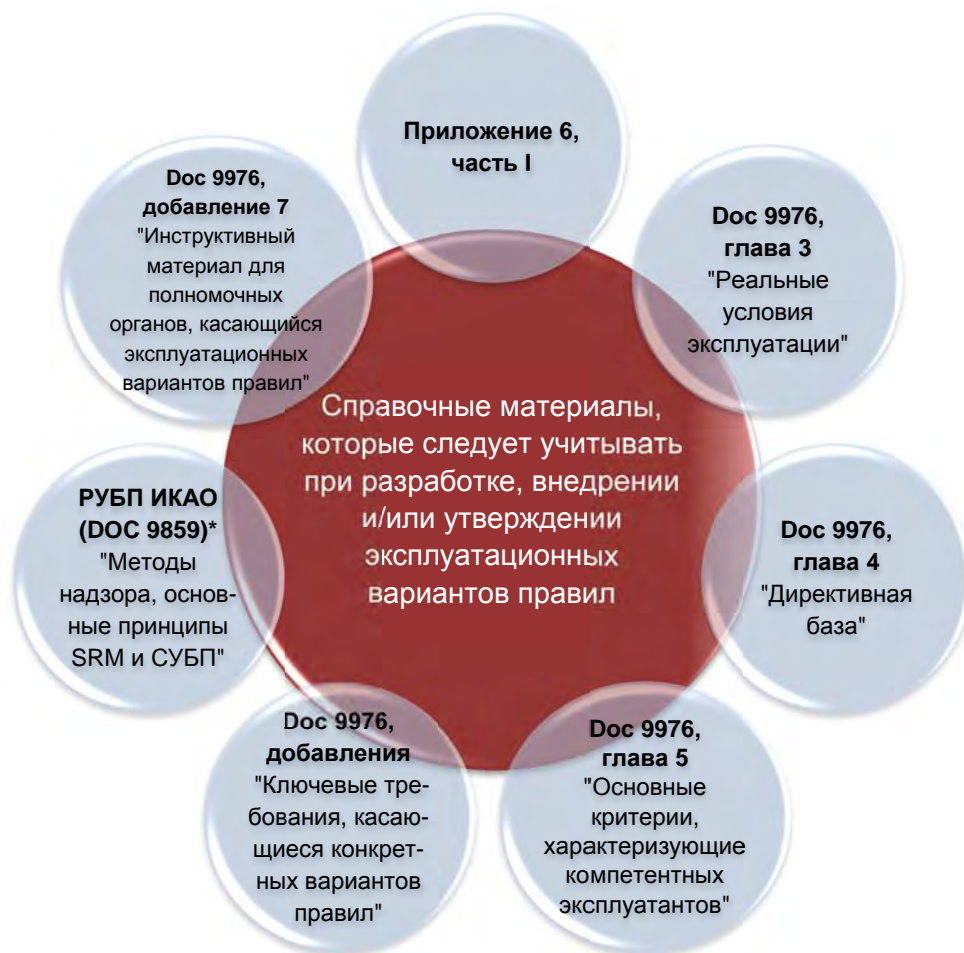 Приложение 6,
часть I
Doc 9976,
добавление 7
"Инструктивный
материал для
полномочных
органов, касающийся
эксплуатационных
вариантов правил"
Doc 9976,
глава 3
"Реальные
условия
эксплуатации"
Справочные материалы,
которые следует учитывать
при разработке, внедрении
и/или утверждении
эксплуатационных
вариантов правил
РУБП ИКАО
(DOC 9859)*
"Методы
надзора, основ-
ные принципы
SRM и СУБП"
Doc 9976,
глава 4
"Директивная
база"
Doc 9976,
добавления
"Ключевые тре-
бования, касаю-
щиеся конкрет-
ных вариантов
правил"
Doc 9976,
глава 5
"Основные
критерии,
характеризующие
компетентных
эксплуатантов"